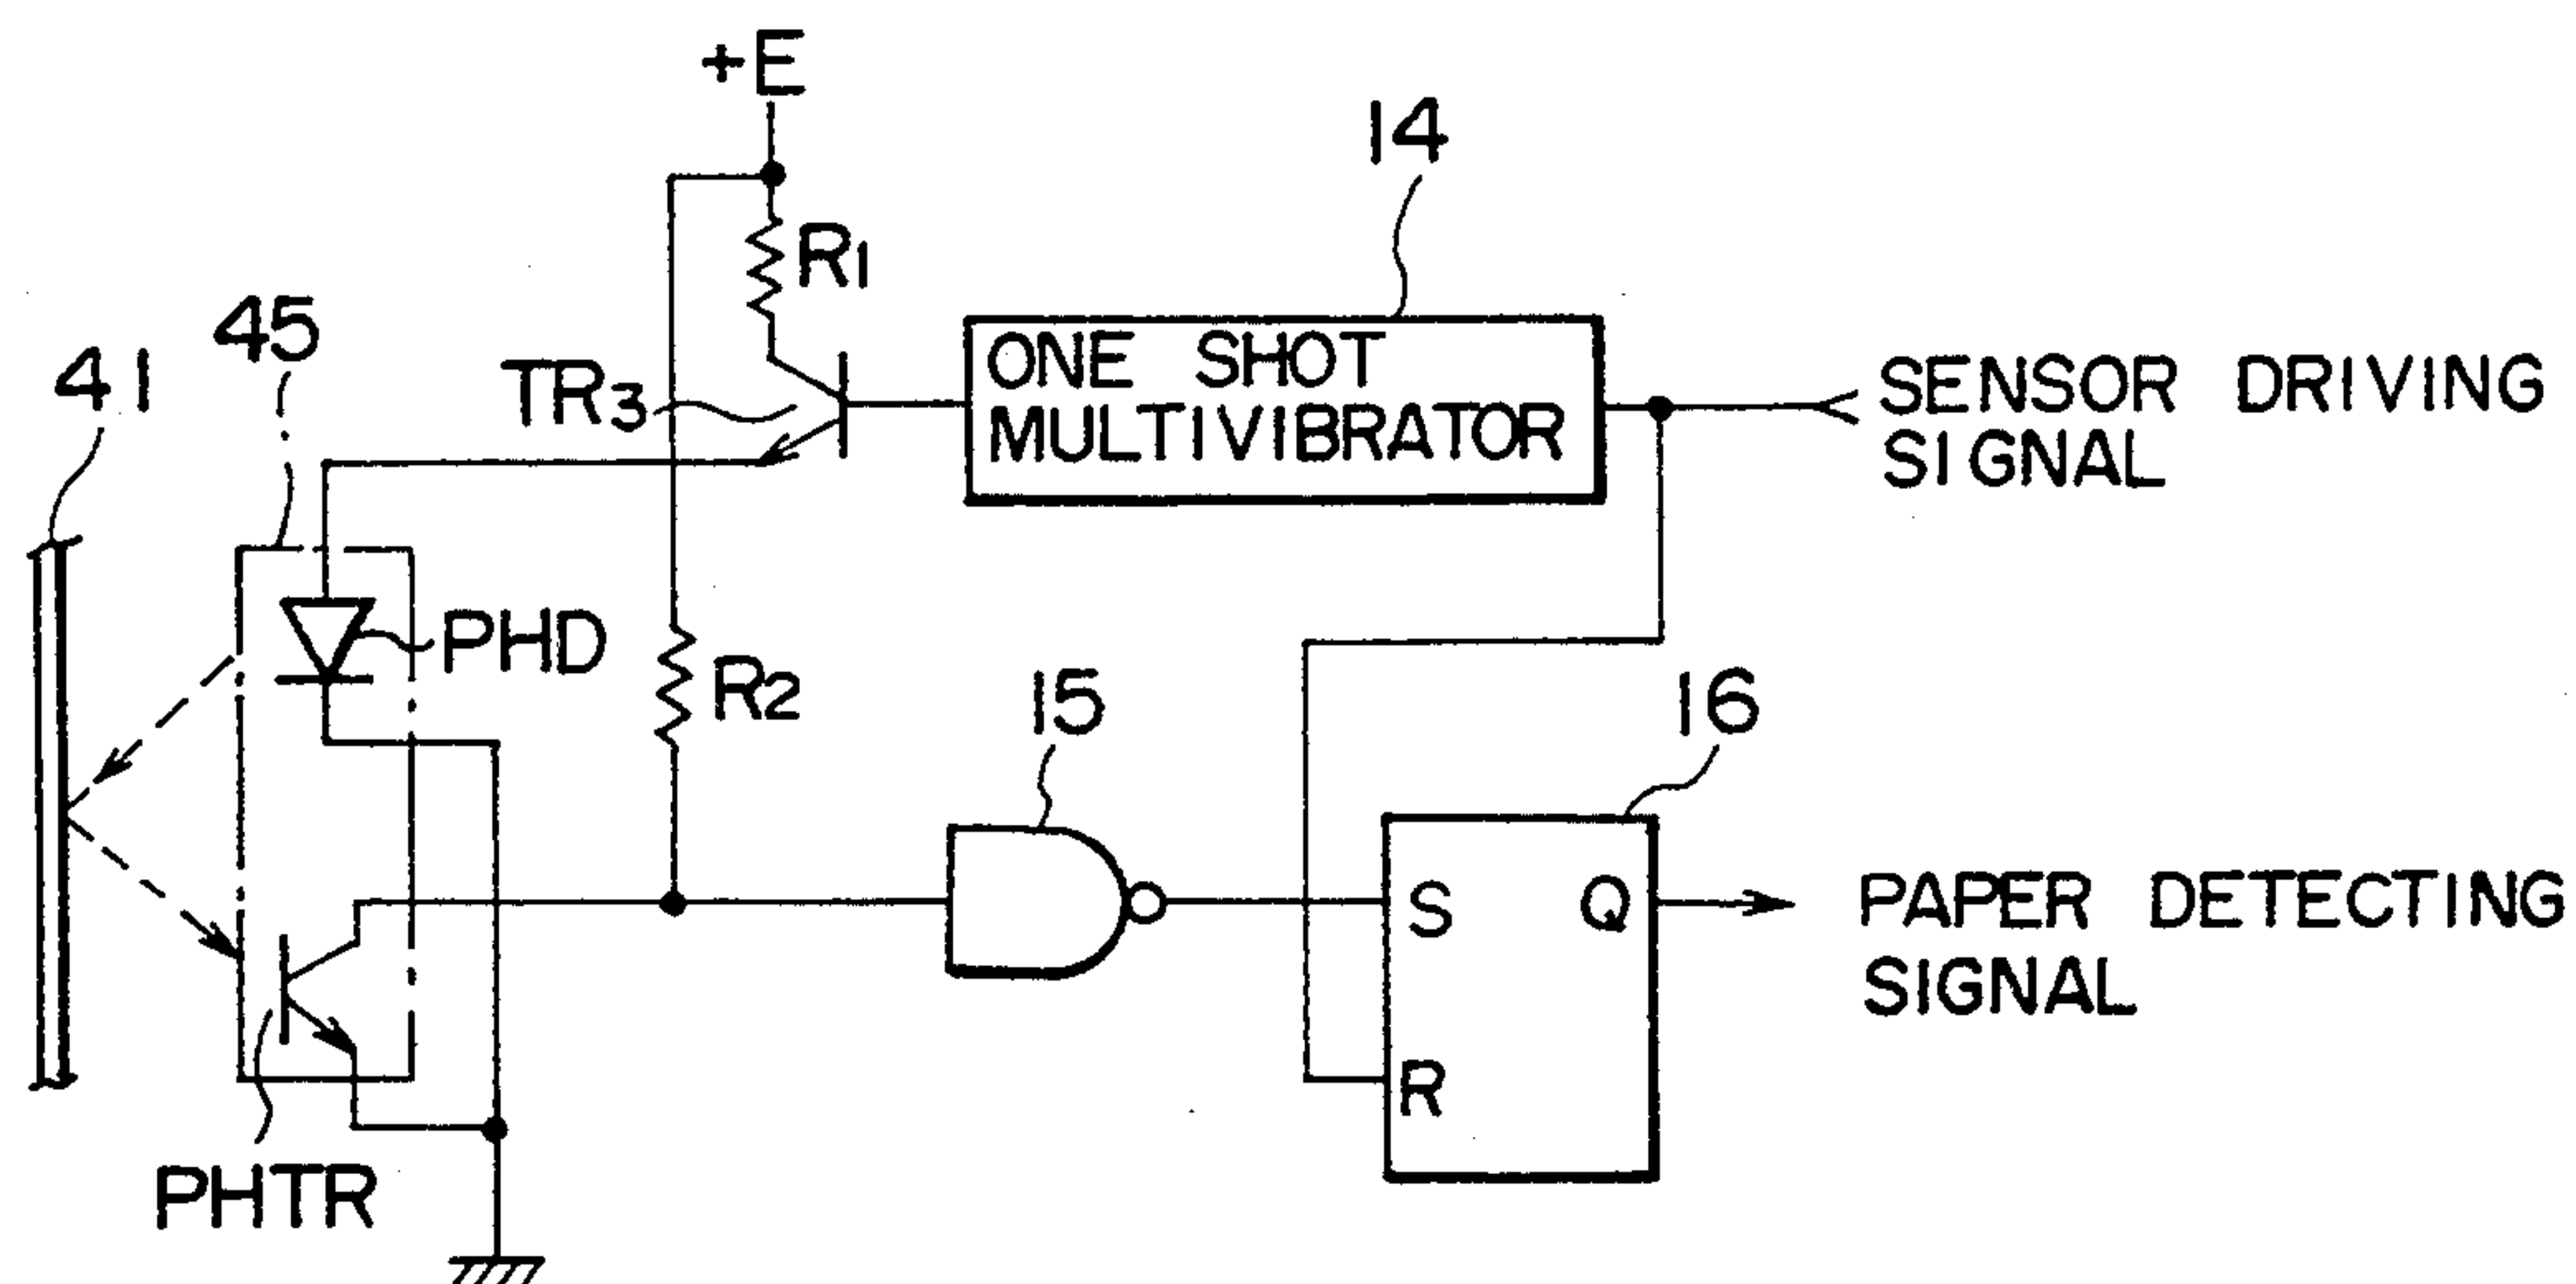 +E
14
R1
45
41
TR3
ONE SHOT
MULTIVIBRATOR
SENSOR DRIVING
SIGNAL
PHD
R2
15
16
S
Q
PAPER DETECTING
SIGNAL
R
PHTR